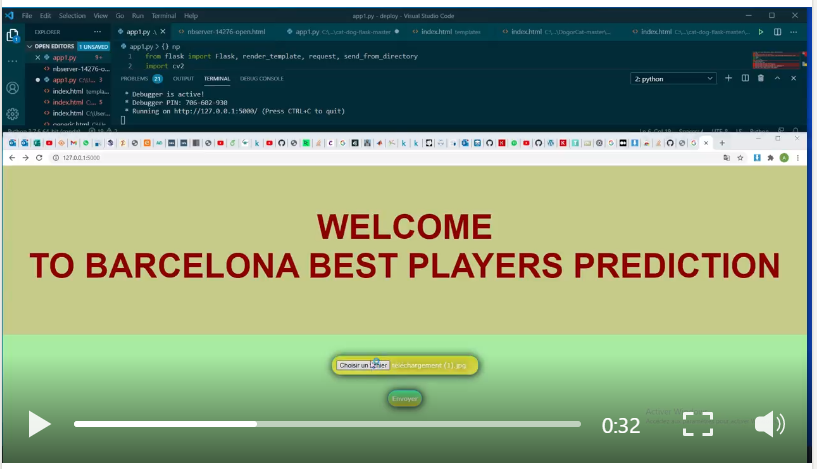 File Edit Selection View Go Run Terminal Help
app1.py - deploy - Visual Studio Code
EXPLORER
app1.py
nbserver-14276-open.html
app1.py
index.html templates
index.html
index.html
OPEN EDITORS 1 UNSAVED
app1.py > {} np
app1.py
1 from flask import Flask, render_template, request, send_from_directory
nbserver-14276-o...
2 import cv2
app1.py
PROBLEMS 21 OUTPUT TERMINAL DEBUG CONSOLE
2: python
index.html
index.html
index.html
* Debugger is active!
* Debugger PIN: 706-602-930
* Running on http://127.0.0.1:5000/ (Press CTRL+C to quit)
127.0.0.1:5000
WELCOME
TO BARCELONA BEST PLAYERS PREDICTION
Choisir un fichier téléchargement (1).jpg
Envoyer
0:32